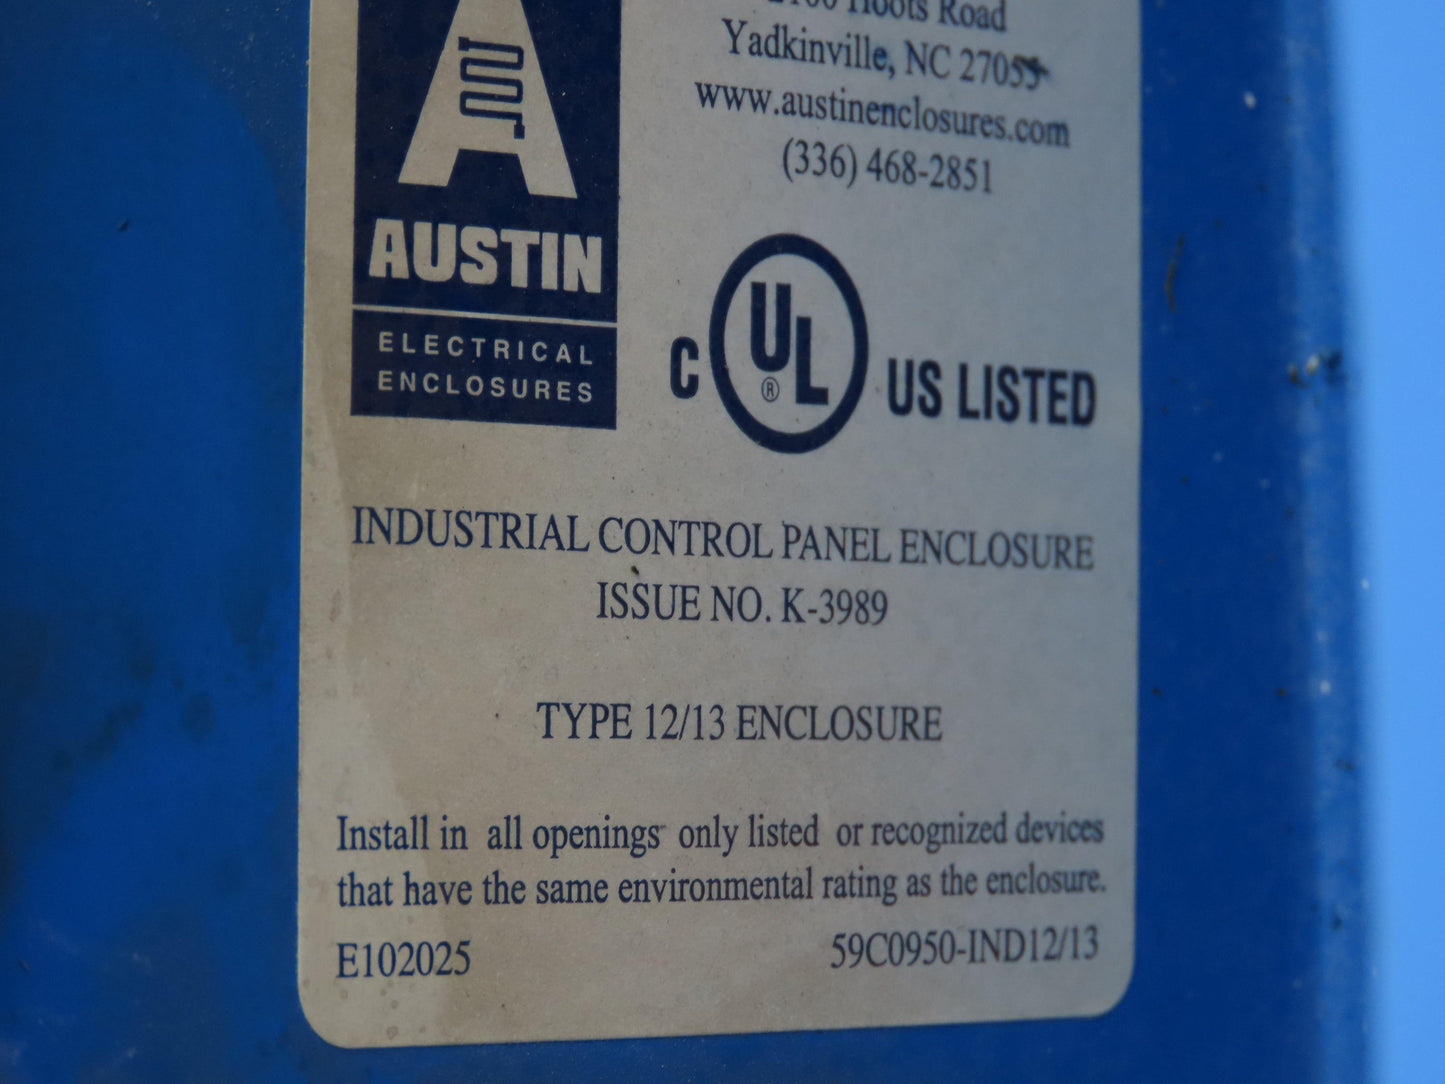 Hoots Road
Yadkinville, NC 27055
www.austinenclosures.com
(336) 468-2851
A
AUSTIN
ELECTRICAL
ENCLOSURES
C UL ® US LISTED
INDUSTRIAL CONTROL PANEL ENCLOSURE
ISSUE NO. K-3989
TYPE 12/13 ENCLOSURE
Install in all openings only listed or recognized devices
that have the same environmental rating as the enclosure.
E102025 59C0950-IND12/13